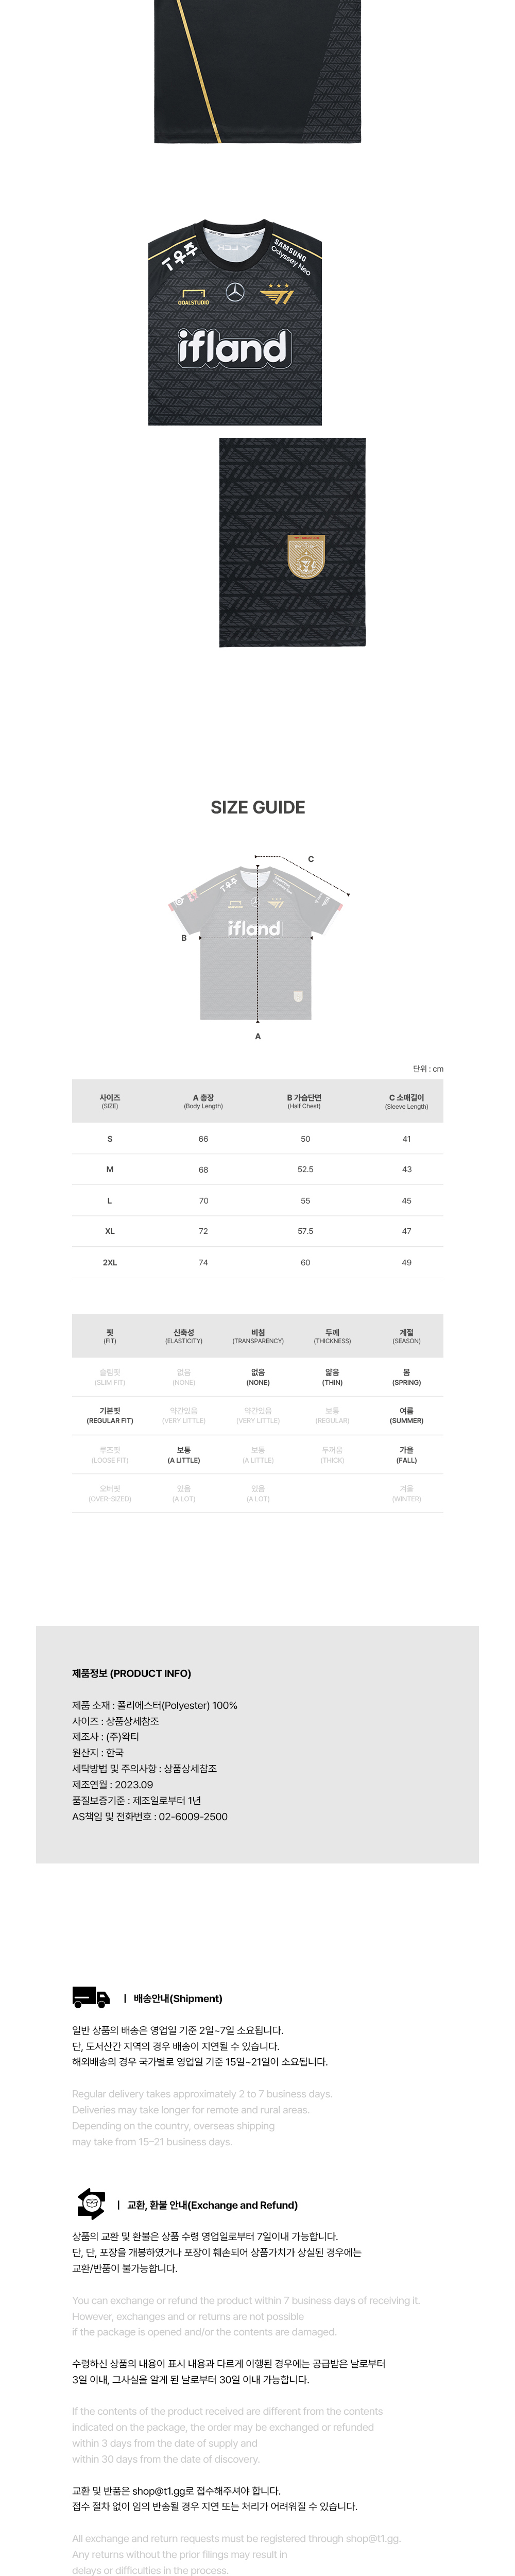 T우주
SAMSUNG
Odyssey Neo
GOALSTUDIO
ifland
SIZE GUIDE
C
T우주
ifland
B
A
단위 : cm
사이즈 A 총장 B 가슴단면 C 소매길이
(SIZE) (Body Length) (Half Chest) (Sleeve Length)
S 66 50 41
M 68 52.5 43
L 70 55 45
XL 72 57.5 47
2XL 74 60 49
핏 신축성 비침 두께 계절
(FIT) (ELASTICITY) (TRANSPARENCY) (THICKNESS) (SEASON)
슬림핏 없음 없음 얇음 봄
(SLIM FIT) (NONE) (NONE) (THIN) (SPRING)
기본핏 약간있음 약간있음 보통 여름
(REGULAR FIT) (VERY LITTLE) (VERY LITTLE) (REGULAR) (SUMMER)
루즈핏 보통 보통 두꺼움 가을
(LOOSE FIT) (A LITTLE) (A LITTLE) (THICK) (FALL)
오버핏 있음 있음 겨울
(OVER-SIZED) (A LOT) (A LOT) (WINTER)
제품정보 (PRODUCT INFO)
제품 소재 : 폴리에스터(Polyester) 100%
사이즈 : 상품상세참조
제조사 : (주)왁티
원산지 : 한국
세탁방법 및 주의사항 : 상품상세참조
제조연월 : 2023.09
품질보증기준 : 제조일로부터 1년
AS책임 및 전화번호 : 02-6009-2500
| 배송안내(Shipment)
일반 상품의 배송은 영업일 기준 2일~7일 소요됩니다.
단, 도서산간 지역의 경우 배송이 지연될 수 있습니다.
해외배송의 경우 국가별로 영업일 기준 15일~21일이 소요됩니다.
Regular delivery takes approximately 2 to 7 business days.
Deliveries may take longer for remote and rural areas.
Depending on the country, overseas shipping
may take from 15-21 business days.
| 교환, 환불 안내(Exchange and Refund)
상품의 교환 및 환불은 상품 수령 영업일로부터 7일이내 가능합니다.
단, 단, 포장을 개봉하였거나 포장이 훼손되어 상품가치가 상실된 경우에는
교환/반품이 불가능합니다.
You can exchange or refund the product within 7 business days of receiving it.
However, exchanges and or returns are not possible
if the package is opened and/or the contents are damaged.
수령하신 상품의 내용이 표시 내용과 다르게 이행된 경우에는 공급받은 날로부터
3일 이내, 그사실을 알게 된 날로부터 30일 이내 가능합니다.
If the contents of the product received are different from the contents
indicated on the package, the order may be exchanged or refunded
within 3 days from the date of supply and
within 30 days from the date of discovery.
교환 및 반품은 shop@t1.gg로 접수해주셔야 합니다.
접수 절차 없이 임의 반송될 경우 지연 또는 처리가 어려워질 수 있습니다.
All exchange and return requests must be registered through shop@t1.gg.
Any returns without the prior filings may result in
delays or difficulties in the process.